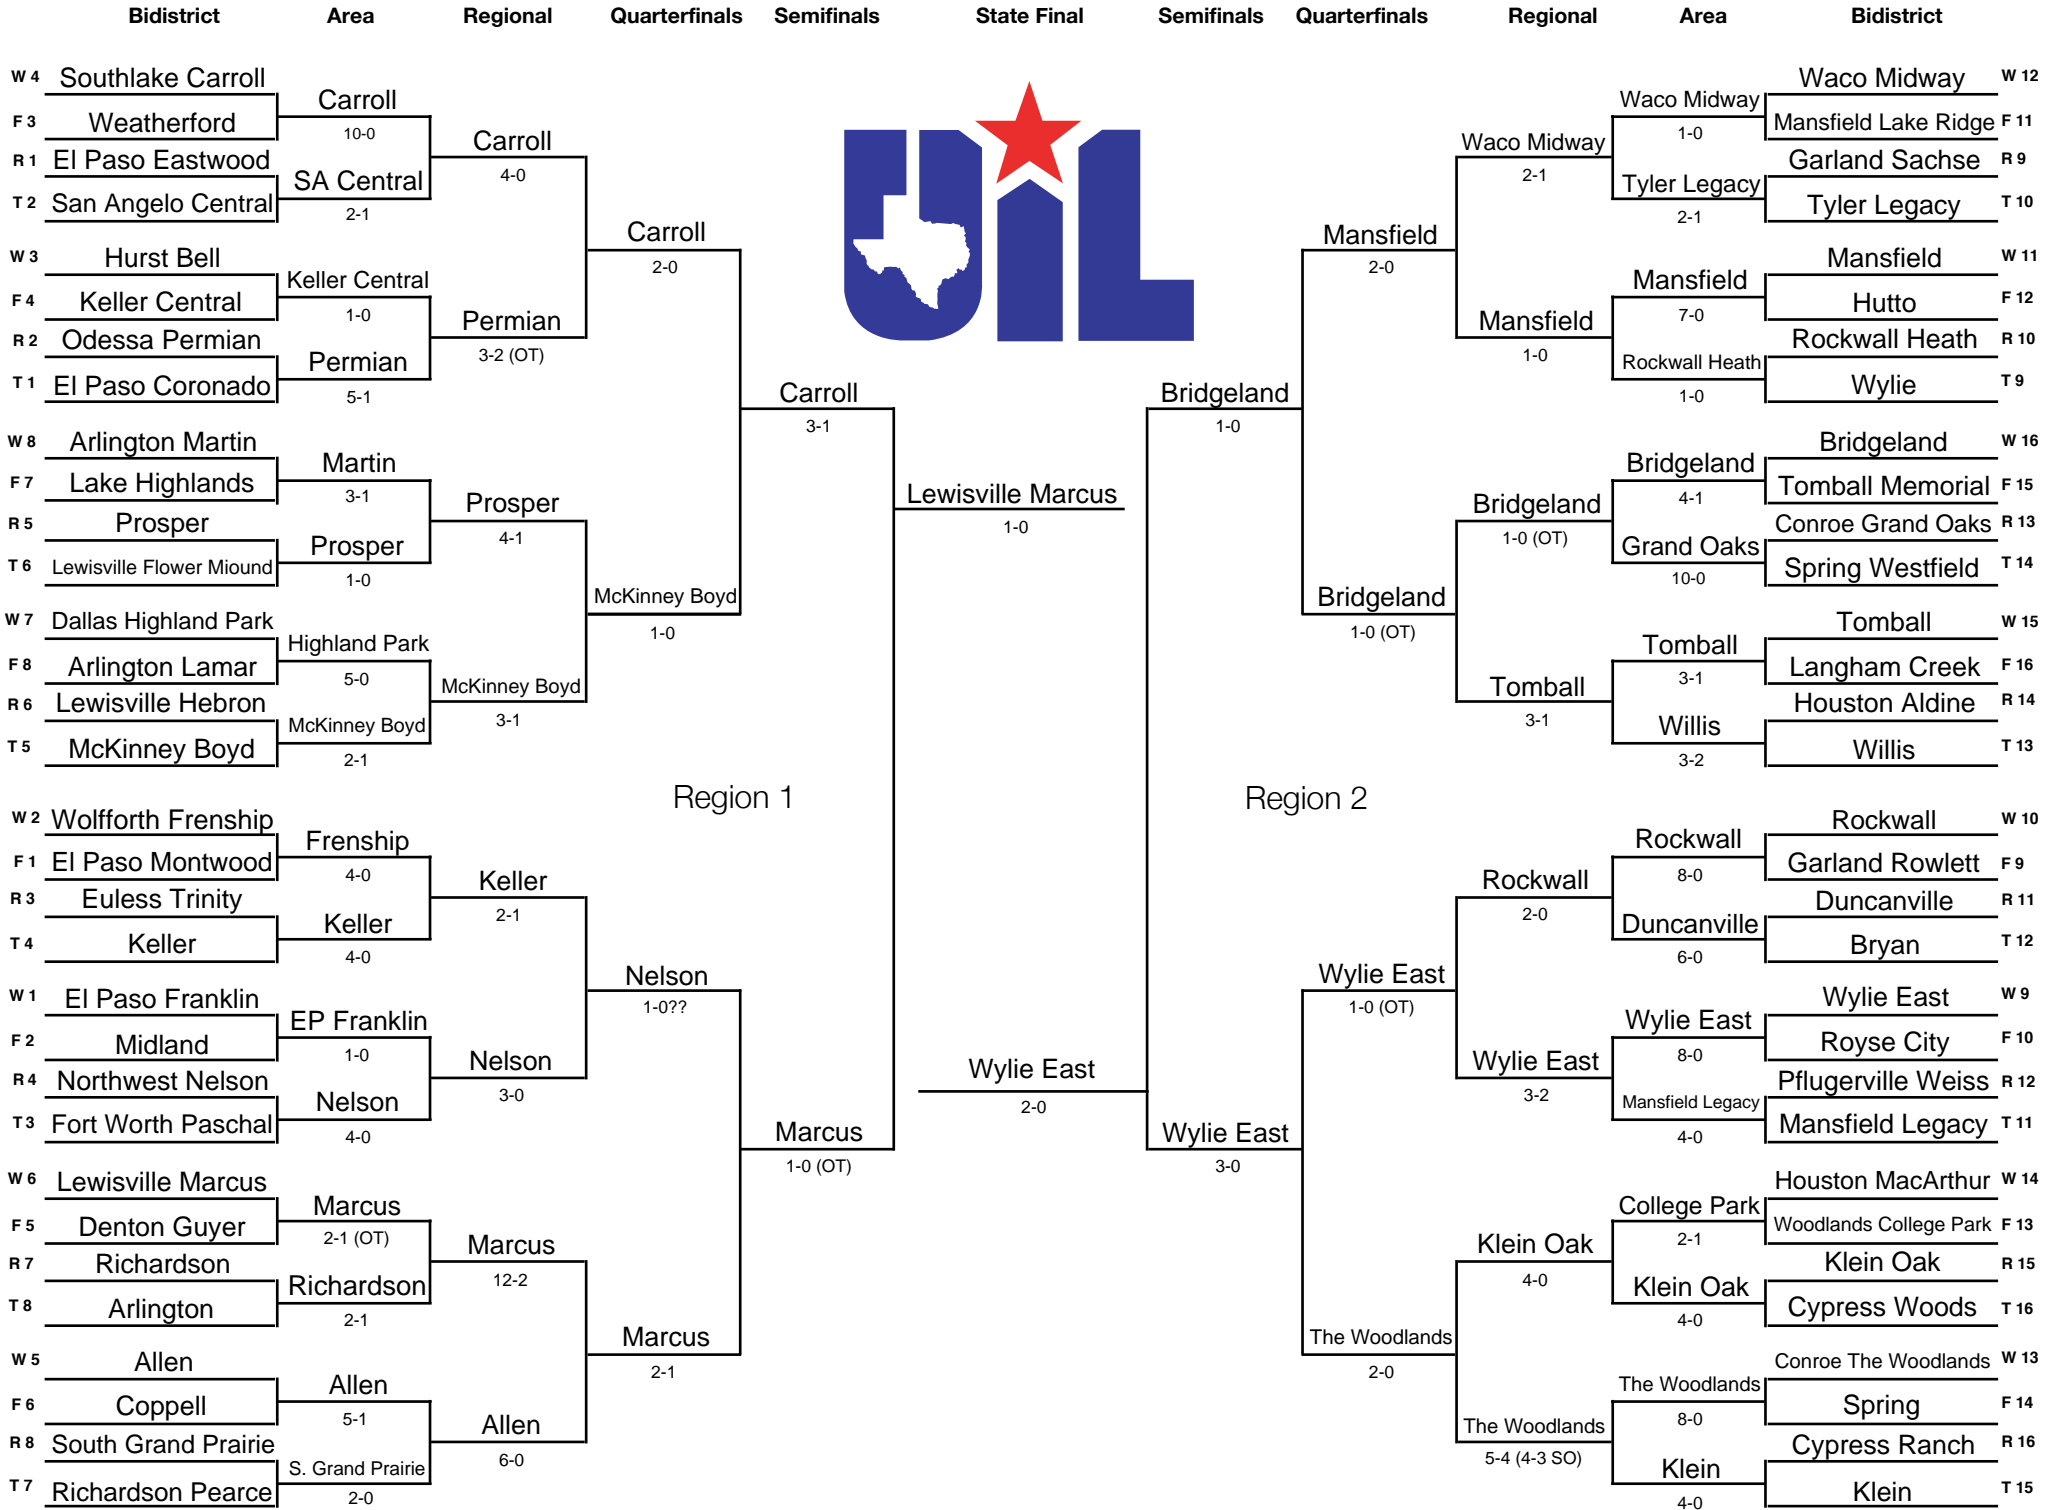 Bidistrict Area Regional Quarterfinals Semifinals State Final Semifinals Quarterfinals Regional Area Bidistrict
W 4 Southlake Carroll
Carroll
F 3 Weatherford
10-0
Carroll
R 1 El Paso Eastwood
4-0
SA Central
T 2 San Angelo Central
2-1
Carroll
2-0
W 3 Hurst Bell
Keller Central
F 4 Keller Central
1-0
Permian
R 2 Odessa Permian
3-2 (OT)
Permian
T 1 El Paso Coronado
5-1
Carroll
3-1
W 8 Arlington Martin
Martin
F 7 Lake Highlands
3-1
Prosper
R 5 Prosper
4-1
Prosper
T 6 Lewisville Flower Miound
1-0
McKinney Boyd
1-0
W 7 Dallas Highland Park
Highland Park
F 8 Arlington Lamar
5-0
McKinney Boyd
R 6 Lewisville Hebron
3-1
McKinney Boyd
T 5 McKinney Boyd
2-1
Region 1
W 2 Wolfforth Frenship
Frenship
F 1 El Paso Montwood
4-0
Keller
R 3 Euless Trinity
2-1
Keller
T 4 Keller
4-0
Nelson
1-0??
W 1 El Paso Franklin
EP Franklin
F 2 Midland
1-0
Nelson
R 4 Northwest Nelson
3-0
Nelson
T 3 Fort Worth Paschal
4-0
Marcus
1-0 (OT)
W 6 Lewisville Marcus
Marcus
F 5 Denton Guyer
2-1 (OT)
Marcus
R 7 Richardson
12-2
Richardson
T 8 Arlington
2-1
Marcus
2-1
W 5 Allen
Allen
F 6 Coppell
5-1
Allen
R 8 South Grand Prairie
6-0
S. Grand Prairie
T 7 Richardson Pearce
2-0
UIL
Lewisville Marcus
1-0
Wylie East
2-0
Waco Midway W 12
Waco Midway
Mansfield Lake Ridge F 11
1-0
Waco Midway
Garland Sachse R 9
2-1
Tyler Legacy
Tyler Legacy T 10
2-1
Mansfield
2-0
Mansfield W 11
Mansfield
Hutto F 12
7-0
Mansfield
Rockwall Heath R 10
1-0
Rockwall Heath
Wylie T 9
1-0
Bridgeland
1-0
Bridgeland W 16
Bridgeland
Tomball Memorial F 15
4-1
Bridgeland
Conroe Grand Oaks R 13
1-0 (OT)
Grand Oaks
Spring Westfield T 14
10-0
Bridgeland
1-0 (OT)
Tomball W 15
Tomball
Langham Creek F 16
3-1
Tomball
Houston Aldine R 14
3-1
Willis
Willis T 13
3-2
Region 2
Rockwall W 10
Rockwall
Garland Rowlett F 9
8-0
Rockwall
Duncanville R 11
2-0
Duncanville
Bryan T 12
6-0
Wylie East
1-0 (OT)
Wylie East W 9
Wylie East
Royse City F 10
8-0
Wylie East
Pflugerville Weiss R 12
3-2
Mansfield Legacy
Mansfield Legacy T 11
4-0
Wylie East
3-0
Houston MacArthur W 14
College Park
Woodlands College Park F 13
2-1
Klein Oak
Klein Oak R 15
4-0
Klein Oak
Cypress Woods T 16
4-0
The Woodlands
2-0
Conroe The Woodlands W 13
The Woodlands
Spring F 14
8-0
The Woodlands
Cypress Ranch R 16
5-4 (4-3 SO)
Klein
Klein T 15
4-0